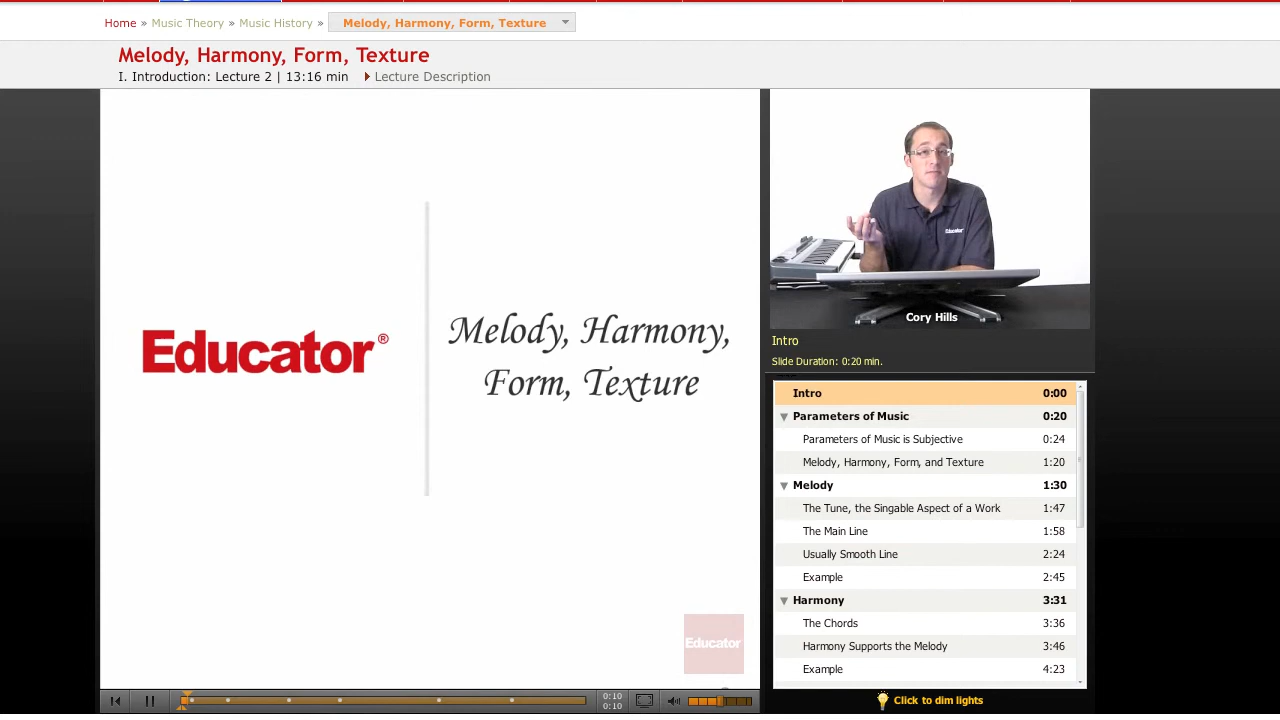 Home » Music Theory » Music History » Melody, Harmony, Form, Texture
Melody, Harmony, Form, Texture
I. Introduction: Lecture 2 | 13:16 min Lecture Description
Educator®
Melody, Harmony,
Form, Texture
Educator
Educator
Cory Hills
Intro
Slide Duration: 0:20 min.
Intro 0:00
Parameters of Music 0:20
Parameters of Music is Subjective 0:24
Melody, Harmony, Form, and Texture 1:20
Melody 1:30
The Tune, the Singable Aspect of a Work 1:47
The Main Line 1:58
Usually Smooth Line 2:24
Example 2:45
Harmony 3:31
The Chords 3:36
Harmony Supports the Melody 3:46
Example 4:23
0:10
0:10
Click to dim lights